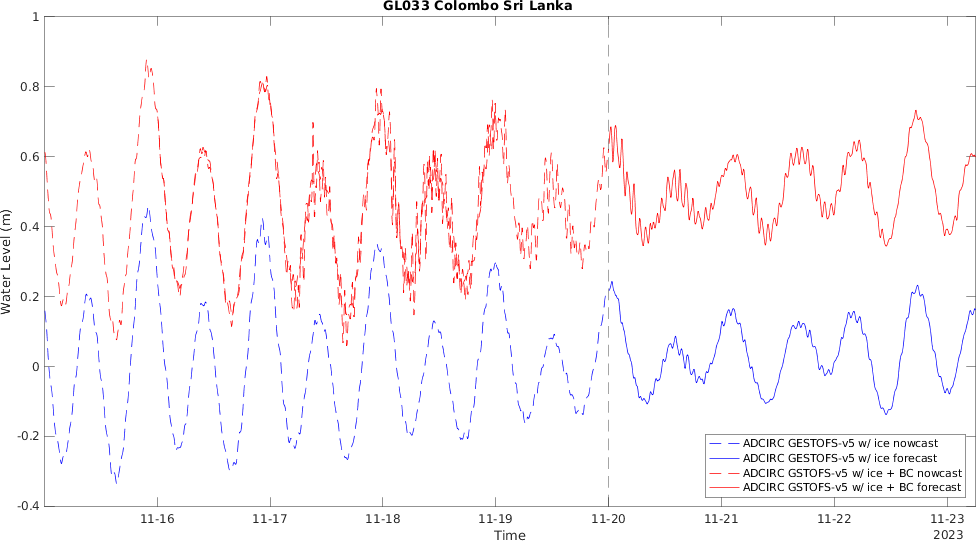 GL033 Colombo Sri Lanka
1
0.8
0.6
0.4
0.2
0
-0.2
-0.4
Water Level (m)
11-16 11-17 11-18 11-19 11-20 11-21 11-22 11-23
2023
Time
ADCIRC GESTOFS-v5 w/ ice nowcast
ADCIRC GESTOFS-v5 w/ ice forecast
ADCIRC GSTOFS-v5 w/ ice + BC nowcast
ADCIRC GSTOFS-v5 w/ ice + BC forecast